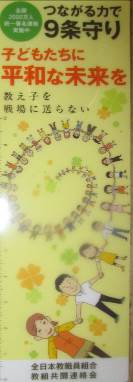 全国
2000万人
統一署名運動
実施中
つながる力で
9条守り
子どもたちに
平和な未来を
教え子を
戦場に送らない
全日本教職員組合
教組共闘連絡会